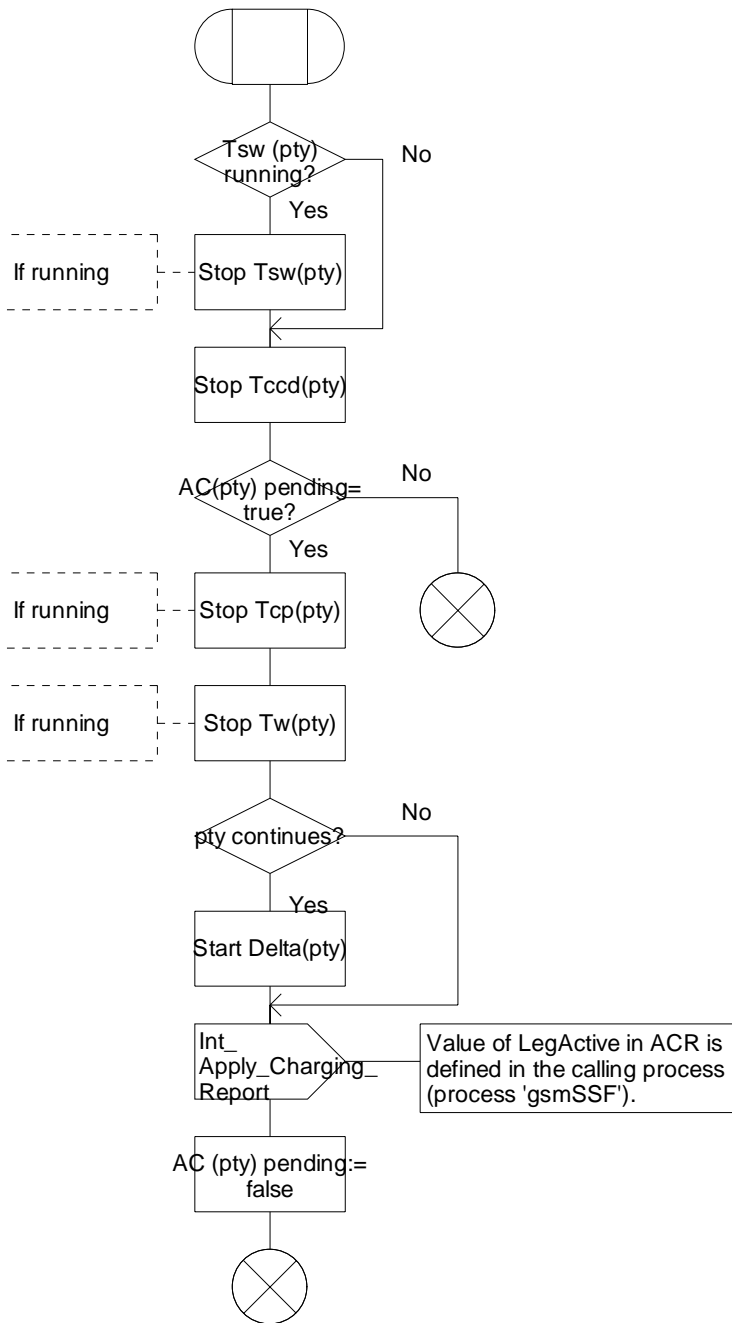 Tsw (pty)
running?
No
Yes
If running
Stop Tsw(pty)
Stop Tccd(pty)
AC(pty) pending=
true?
No
Yes
If running
Stop Tcp(pty)
If running
Stop Tw(pty)
pty continues?
No
Yes
Start Delta(pty)
Int_
Apply_Charging_
Report
Value of LegActive in ACR is
defined in the calling process
(process 'gsmSSF').
AC (pty) pending:=
false